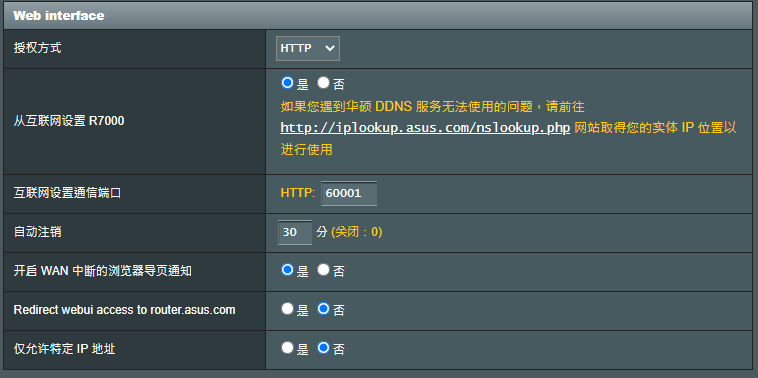 Web interface
授权方式
HTTP
从互联网设置 R7000
是 否
如果您遇到华硕 DDNS 服务无法使用的问题，请前往
http://iplookup.asus.com/nslookup.php 网站取得您的实体 IP 位置以
进行使用
互联网设置通信端口
HTTP: 60001
自动注销
30 分 (关闭 : 0)
开启 WAN 中断的浏览器导页通知
是 否
Redirect webui access to router.asus.com
是 否
仅允许特定 IP 地址
是 否